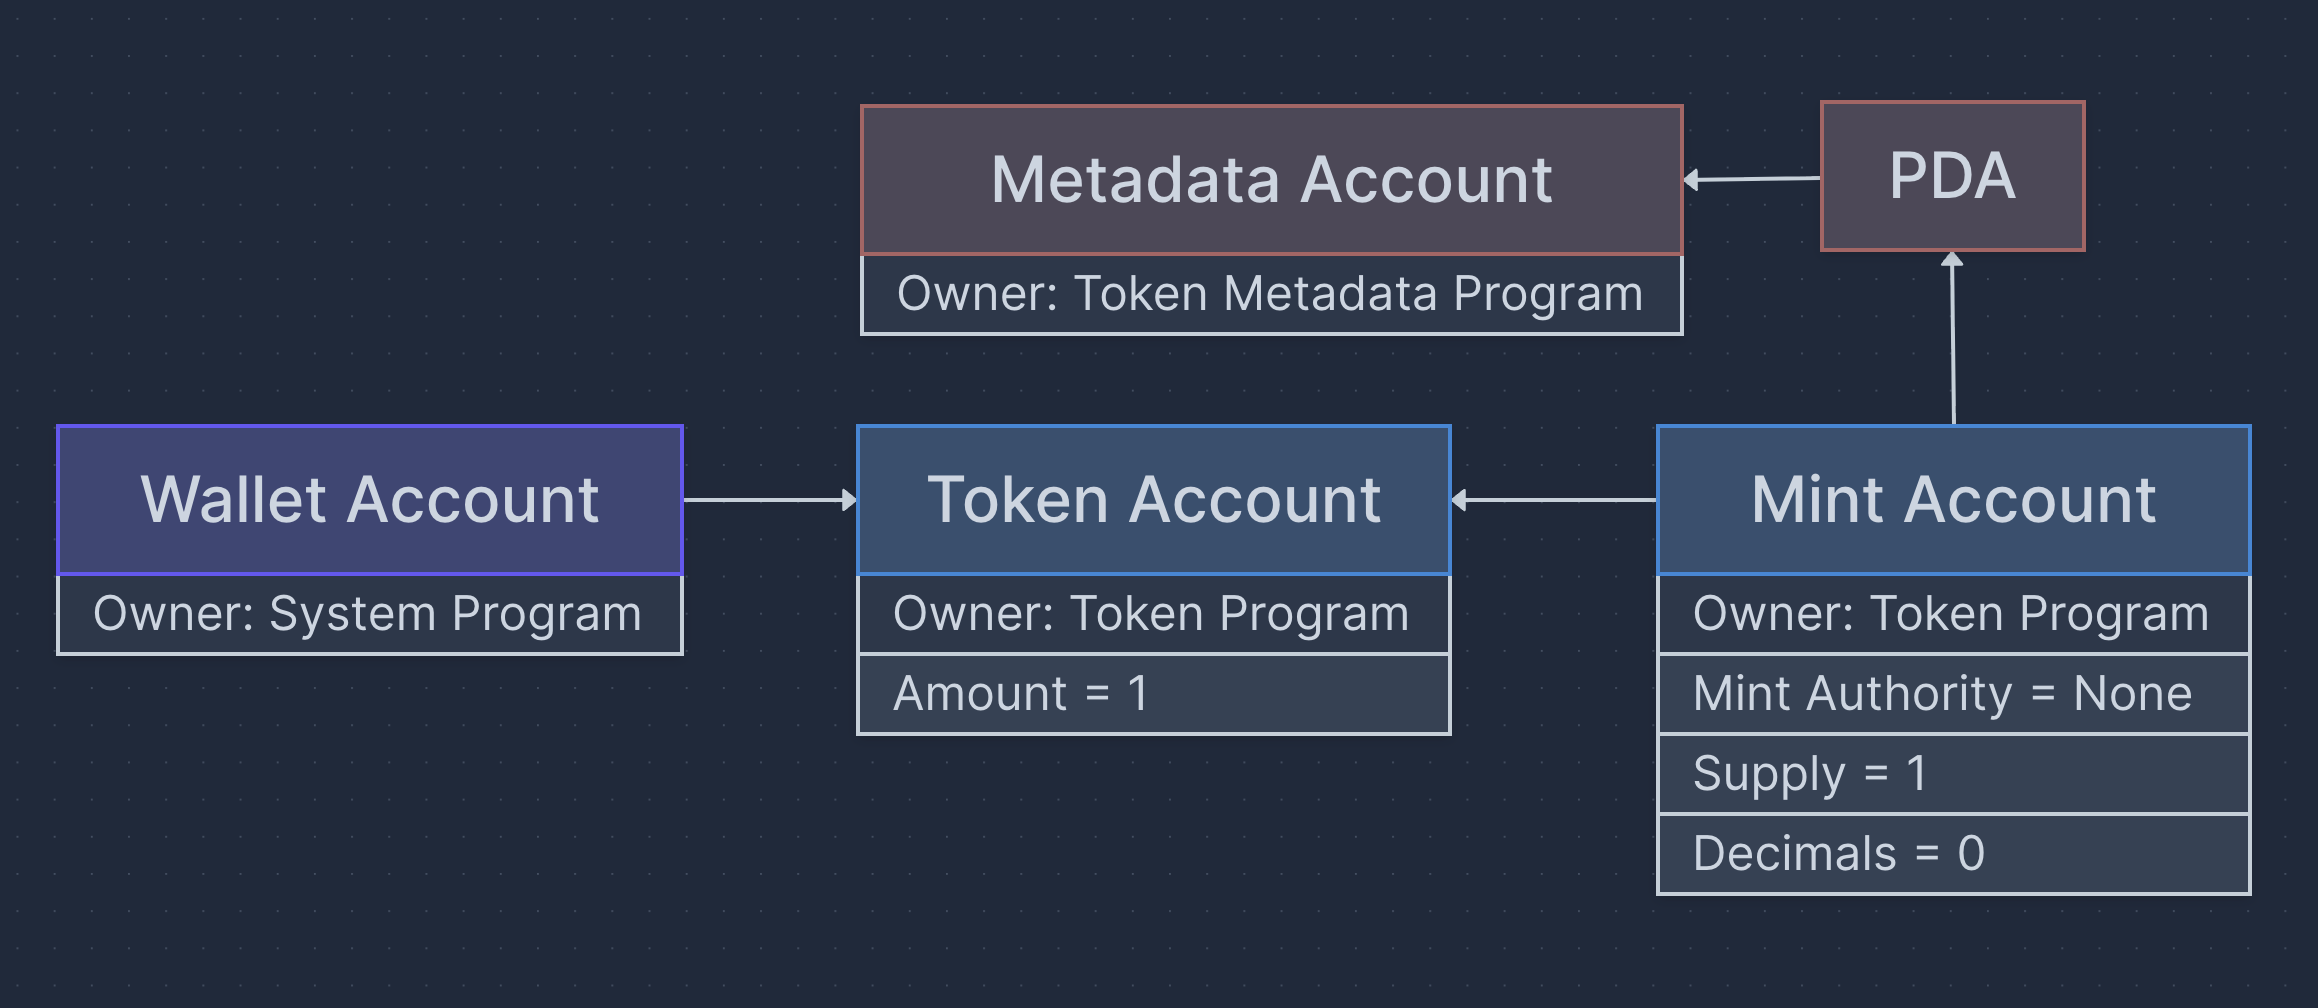 Metadata Account
Owner: Token Metadata Program
PDA
Wallet Account
Owner: System Program
Token Account
Owner: Token Program
Amount = 1
Mint Account
Owner: Token Program
Mint Authority = None
Supply = 1
Decimals = 0